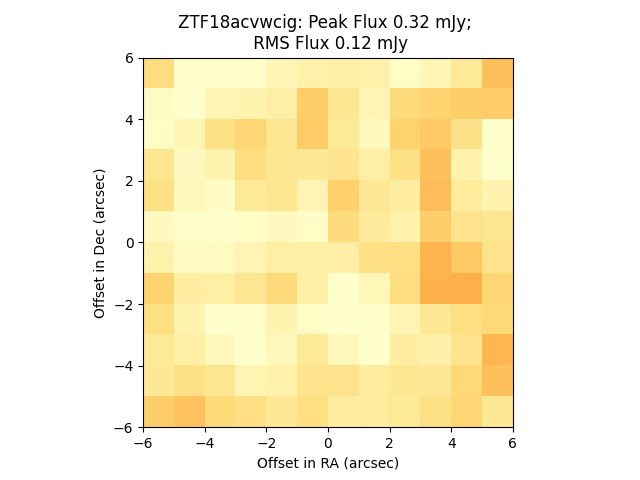 ZTF18acvwcig: Peak Flux 0.32 mJy;
RMS Flux 0.12 mJy
6
4
2
0
−2
−4
−6
Offset in Dec (arcsec)
−6 −4 −2 0 2 4 6
Offset in RA (arcsec)